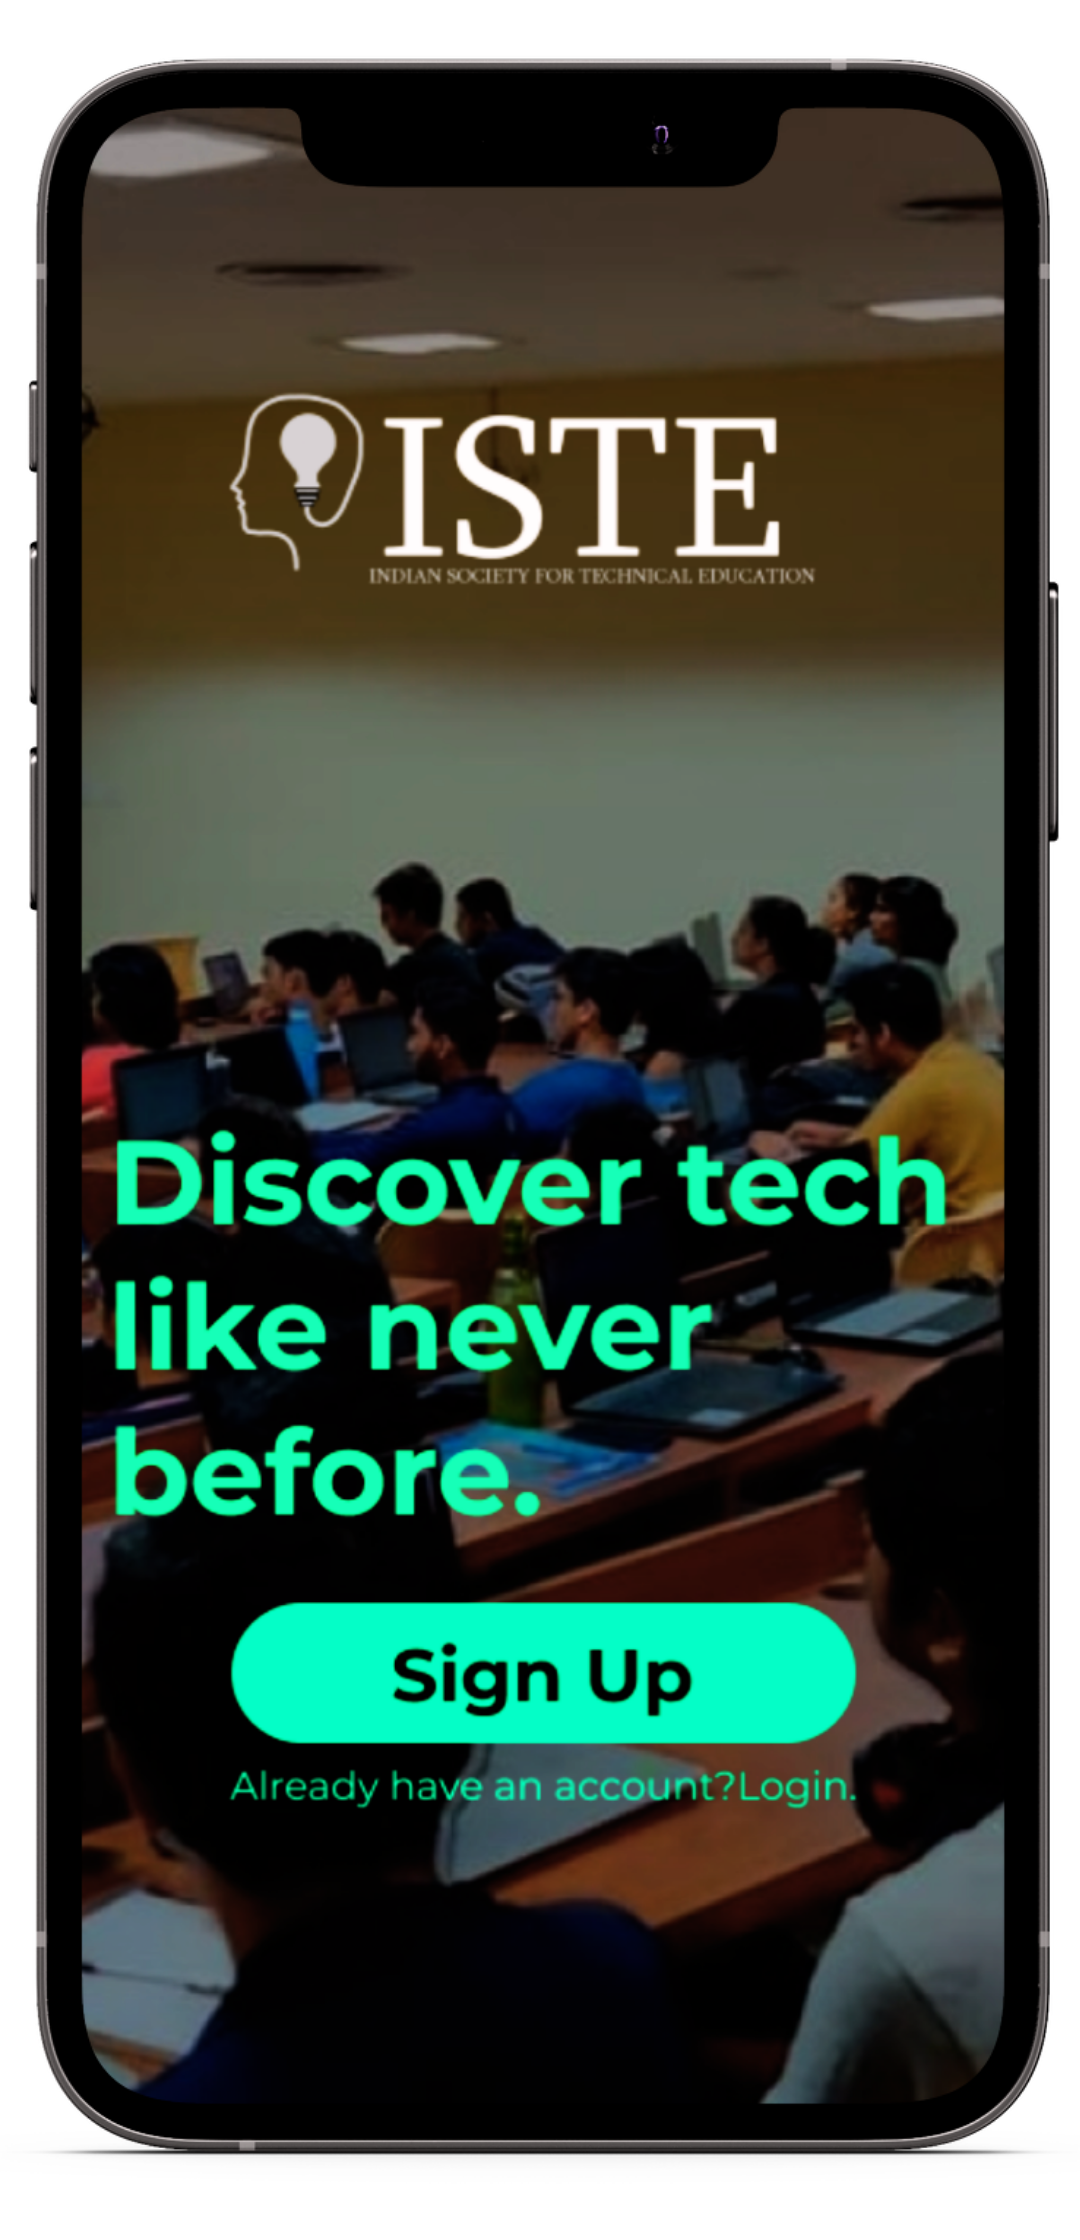 ISTE
INDIAN SOCIETY FOR TECHNICAL EDUCATION
Discover tech
like never
before.
Sign Up
Already have an account?Login.